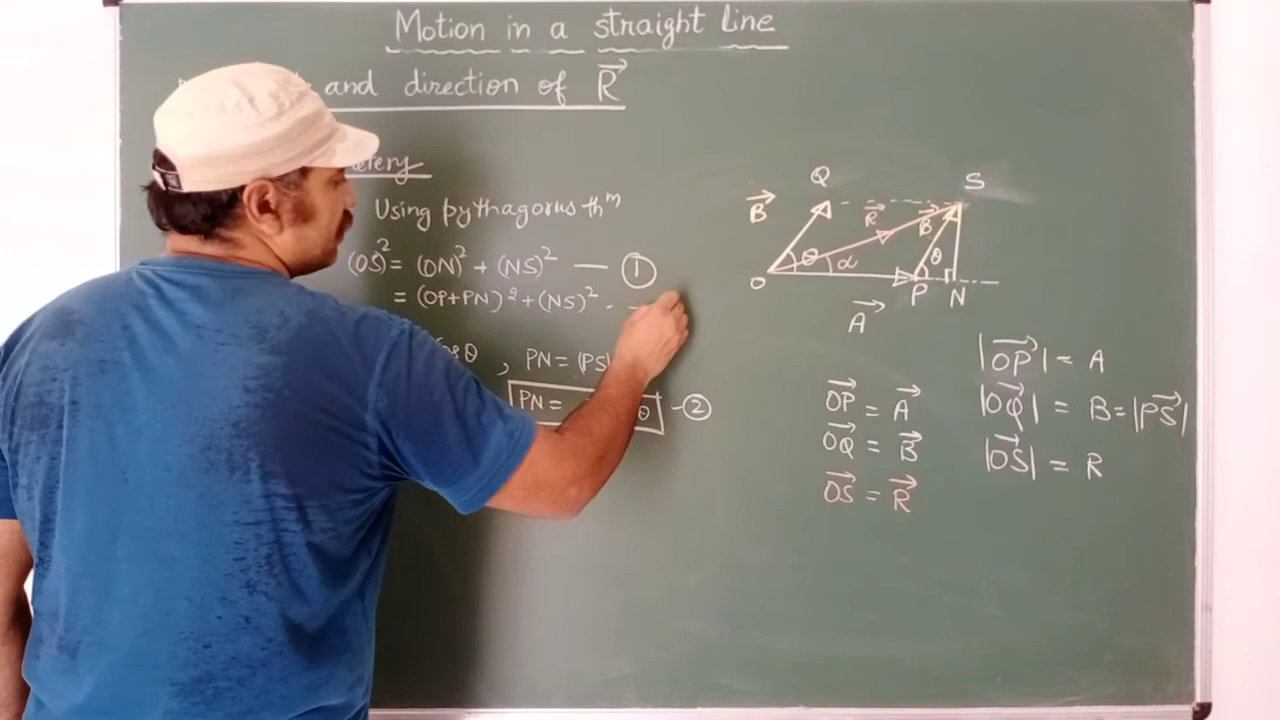 Motion in a straight Line
and direction of R⃗
Using pythagorus thᵐ
(OS)² = (ON)² + (NS)² — ①
= (OP+PN)² + (NS)² . –
θ , PN = (PS)
PN = θ - ②
Q
S
B⃗
R⃗
B⃗
θ
α
θ
O
P
N
A⃗
|OP⃗| = A
|OQ⃗| = B = |PS⃗|
|OS⃗| = R
OP⃗ = A⃗
OQ⃗ = B⃗
OS⃗ = R⃗